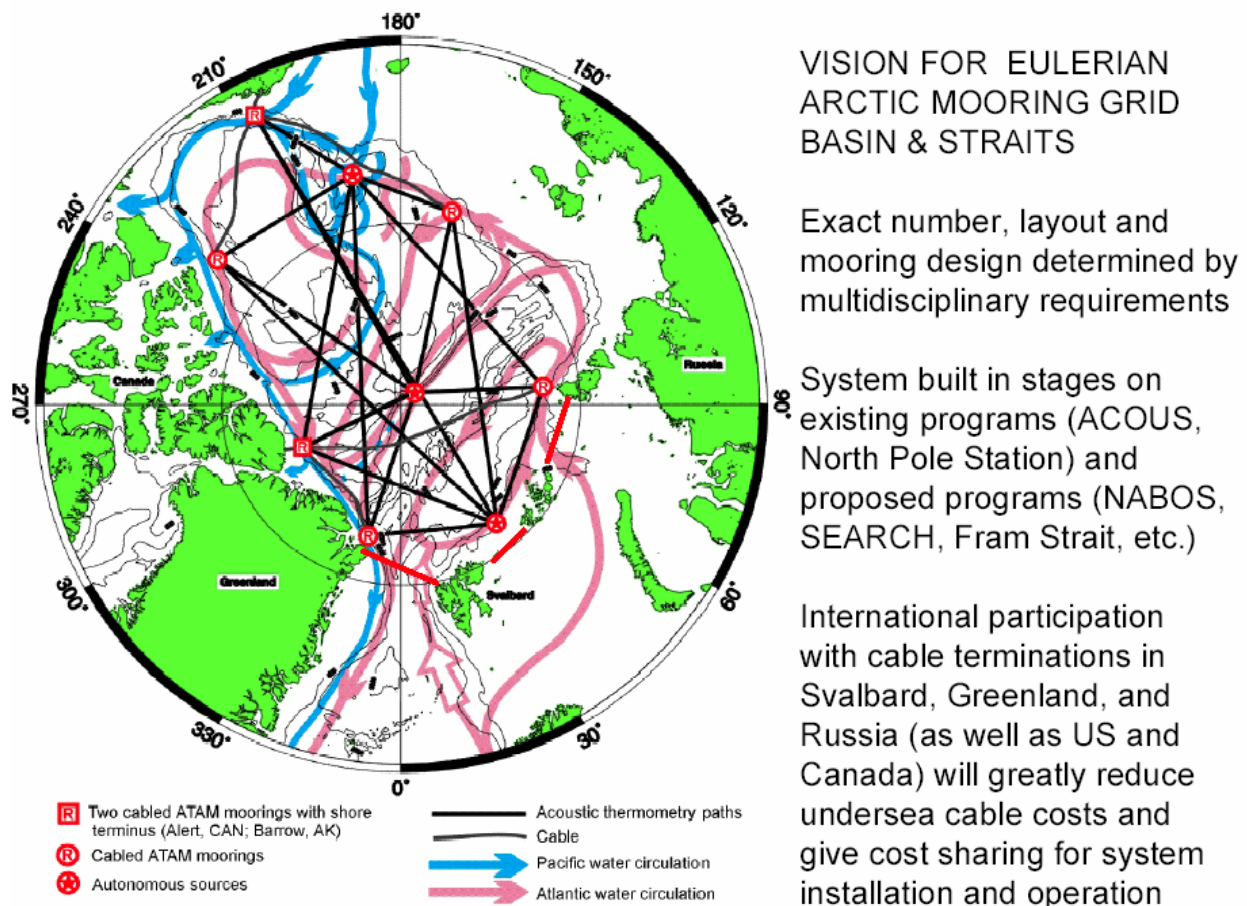 180°
210°
150°
240°
120°
270°
90°
300°
60°
330°
30°
0°
Canada
Russia
Greenland
Svalbard
R
R
R
R
R
R
Two cabled ATAM moorings with shore
terminus (Alert, CAN; Barrow, AK)
Cabled ATAM moorings
Autonomous sources
Acoustic thermometry paths
Cable
Pacific water circulation
Atlantic water circulation
VISION FOR EULERIAN
ARCTIC MOORING GRID
BASIN & STRAITS
Exact number, layout and
mooring design determined by
multidisciplinary requirements
System built in stages on
existing programs (ACOUS,
North Pole Station) and
proposed programs (NABOS,
SEARCH, Fram Strait, etc.)
International participation
with cable terminations in
Svalbard, Greenland, and
Russia (as well as US and
Canada) will greatly reduce
undersea cable costs and
give cost sharing for system
installation and operation